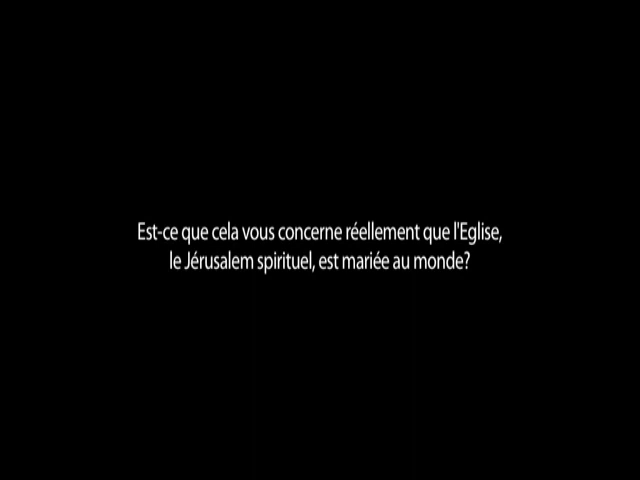 Est-ce que cela vous concerne réellement que l'Eglise,
le Jérusalem spirituel, est mariée au monde?